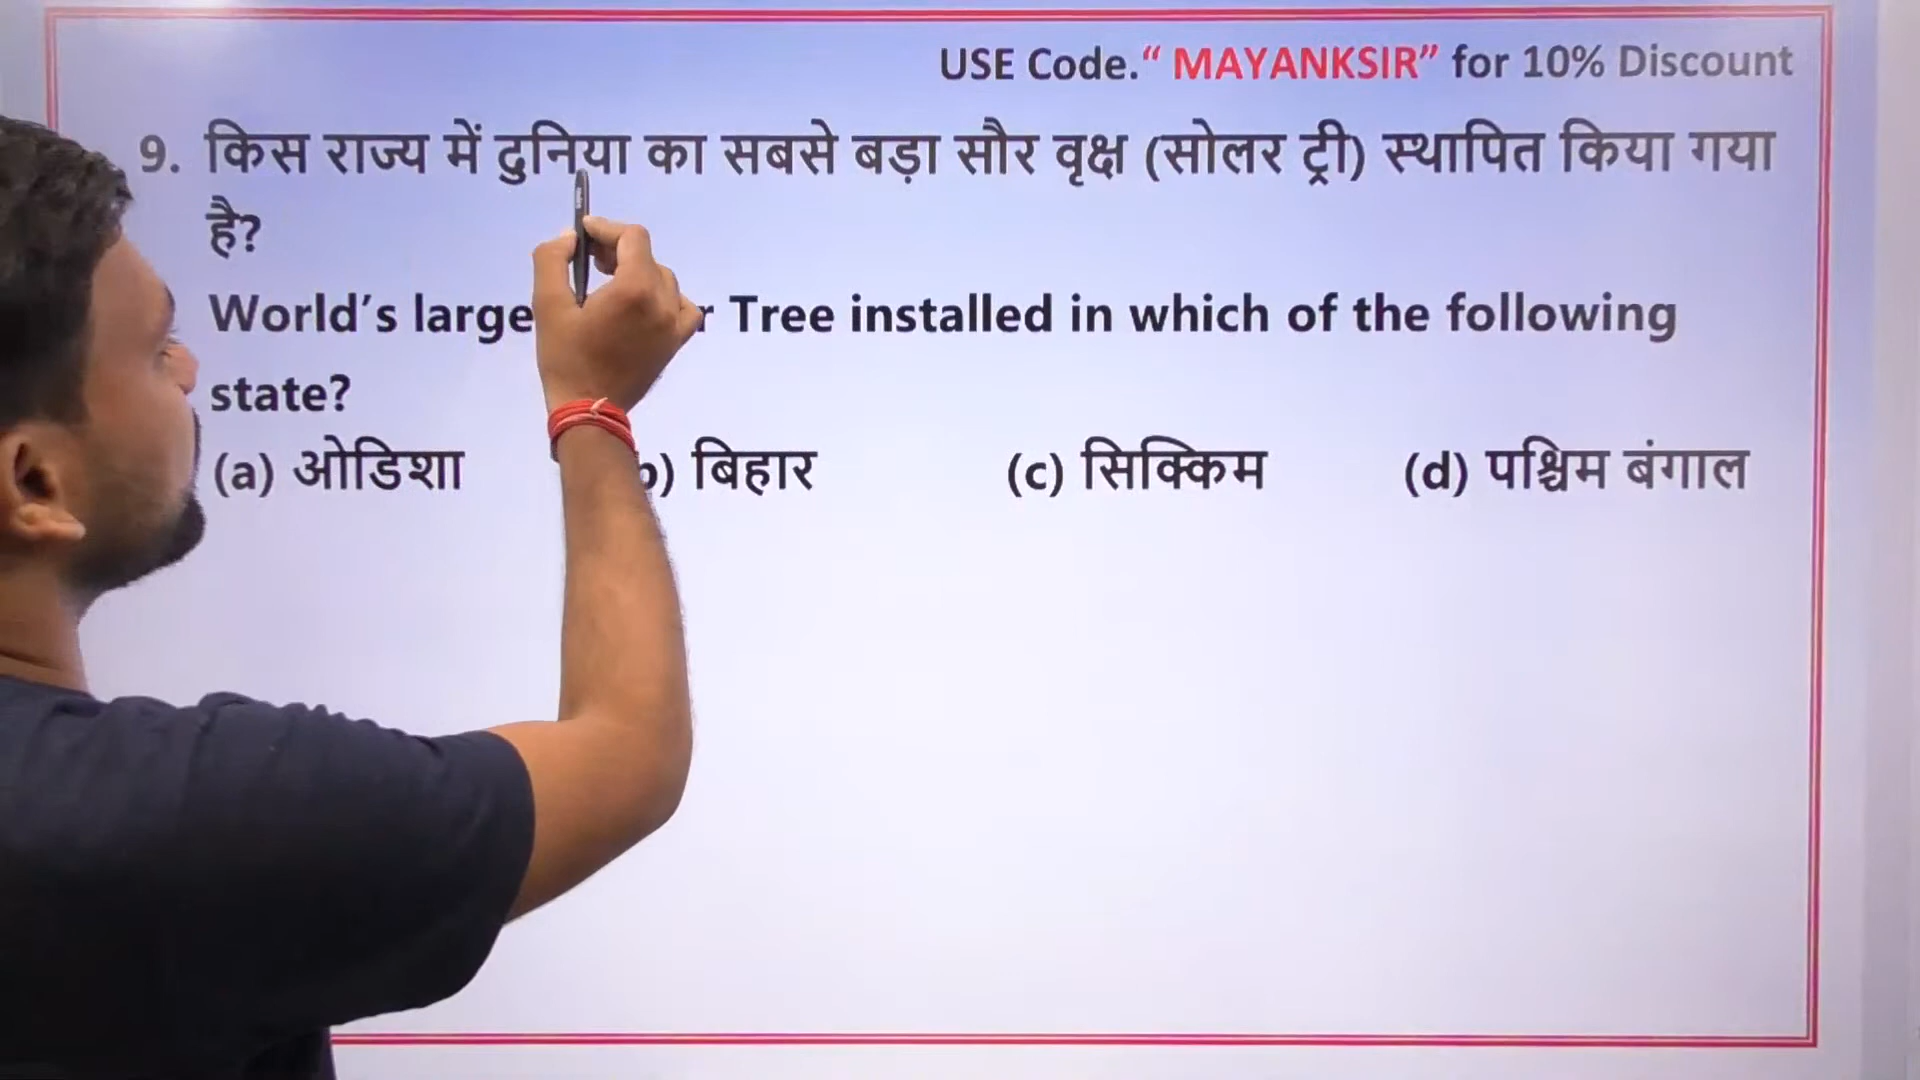 USE Code.“ MAYANKSIR” for 10% Discount
9. किस राज्य में दुनिया का सबसे बड़ा सौर वृक्ष (सोलर ट्री) स्थापित किया गया
है?
World’s Tree installed in which of the following
state?
(a) ओडिशा b) बिहार (c) सिक्किम (d) पश्चिम बंगाल